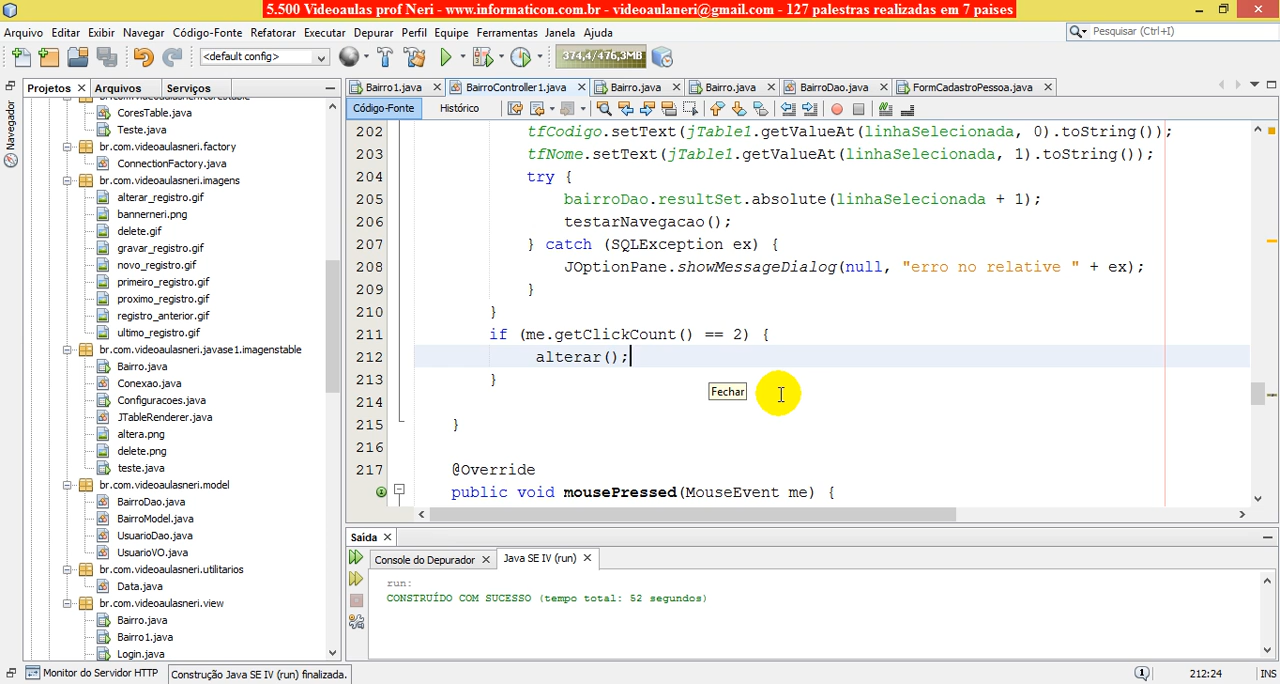 5.500 Videoaulas prof Neri - www.informaticon.com.br - videoaulaneri@gmail.com - 127 palestras realizadas em 7 paises
Arquivo Editar Exibir Navegar Código-Fonte Refatorar Executar Depurar Perfil Equipe Ferramentas Janela Ajuda
Pesquisar (Ctrl+I)
<default config>
374,4/476,3MB
Projetos Arquivos Serviços
Navegador
CoresTable.java
Teste.java
br.com.videoaulasneri.factory
ConnectionFactory.java
br.com.videoaulasneri.imagens
alterar_registro.gif
bannerneri.png
delete.gif
gravar_registro.gif
novo_registro.gif
primeiro_registro.gif
proximo_registro.gif
registro_anterior.gif
ultimo_registro.gif
br.com.videoaulasneri.javase1.imagenstable
Bairro.java
Conexao.java
Configuracoes.java
JTableRenderer.java
altera.png
delete.png
teste.java
br.com.videoaulasneri.model
BairroDao.java
BairroModel.java
UsuarioDao.java
UsuarioVO.java
br.com.videoaulasneri.utilitarios
Data.java
br.com.videoaulasneri.view
Bairro.java
Bairro1.java
Login.java
Bairro1.java BairroController1.java Bairro.java Bairro.java BairroDao.java FormCadastroPessoa.java
Código-Fonte Histórico
202 tfCodigo.setText(jTable1.getValueAt(linhaSelecionada, 0).toString());
203 tfNome.setText(jTable1.getValueAt(linhaSelecionada, 1).toString());
204 try {
205 bairroDao.resultSet.absolute(linhaSelecionada + 1);
206 testarNavegacao();
207 } catch (SQLException ex) {
208 JOptionPane.showMessageDialog(null, "erro no relative " + ex);
209 }
210 }
211 if (me.getClickCount() == 2) {
212 alterar();
213 }
Fechar
214
215 }
216
217 @Override
public void mousePressed(MouseEvent me) {
Saída
Console do Depurador Java SE IV (run)
run:
CONSTRUÍDO COM SUCESSO (tempo total: 52 segundos)
Monitor do Servidor HTTP Construção Java SE IV (run) finalizada. 1 212:24 INS